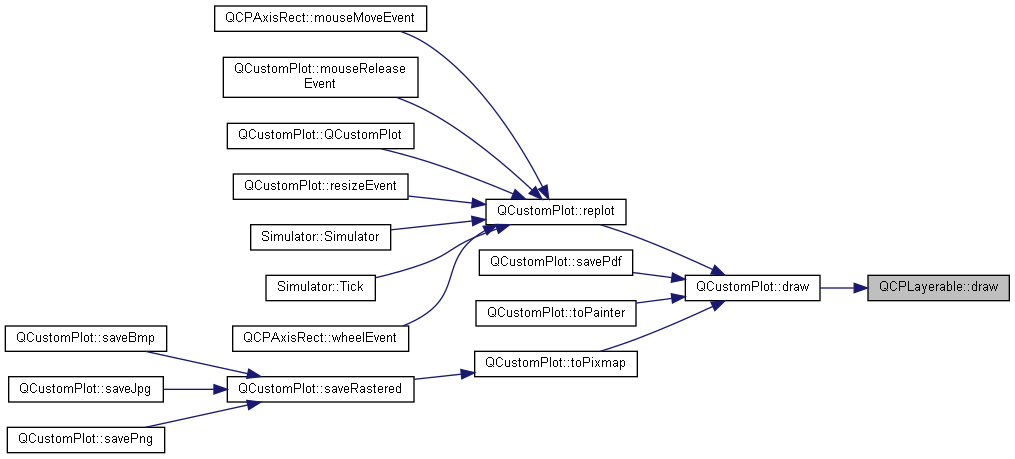 QCPAxisRect::mouseMoveEvent
QCustomPlot::mouseRelease
Event
QCustomPlot::QCustomPlot
QCustomPlot::resizeEvent
QCustomPlot::replot
Simulator::Simulator
QCustomPlot::savePdf
Simulator::Tick
QCustomPlot::draw
QCPLayerable::draw
QCustomPlot::toPainter
QCPAxisRect::wheelEvent
QCustomPlot::saveBmp
QCustomPlot::toPixmap
QCustomPlot::saveJpg
QCustomPlot::saveRastered
QCustomPlot::savePng